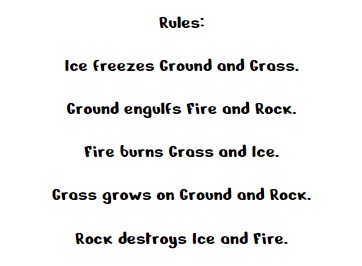 Rules:
Ice freezes Ground and Grass.
Ground engulfs Fire and Rock.
Fire burns Grass and Ice.
Grass grows on Ground and Rock.
Rock destroys Ice and Fire.